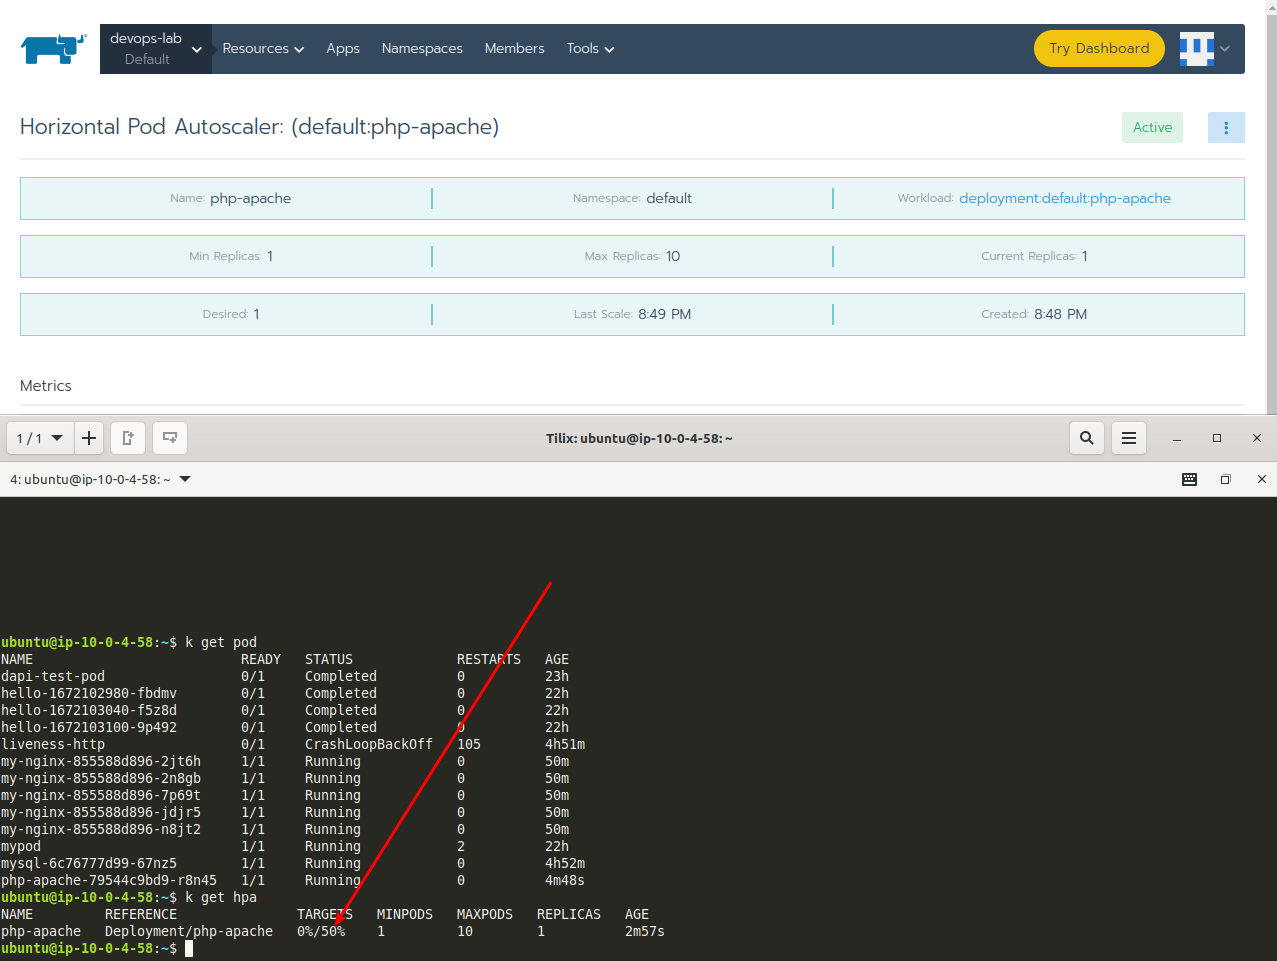 devops-lab
Default
Resources Apps Namespaces Members Tools Try Dashboard
Horizontal Pod Autoscaler: (default:php-apache) Active
Name: php-apache Namespace: default Workload: deployment:default:php-apache
Min Replicas: 1 Max Replicas: 10 Current Replicas: 1
Desired: 1 Last Scale: 8:49 PM Created: 8:48 PM
Metrics
1 / 1 Tilix: ubuntu@ip-10-0-4-58: ~
4: ubuntu@ip-10-0-4-58: ~
ubuntu@ip-10-0-4-58:~$ k get pod
NAME READY STATUS RESTARTS AGE
dapi-test-pod 0/1 Completed 0 23h
hello-1672102980-fbdmv 0/1 Completed 0 22h
hello-1672103040-f5z8d 0/1 Completed 0 22h
hello-1672103100-9p492 0/1 Completed 0 22h
liveness-http 0/1 CrashLoopBackOff 105 4h51m
my-nginx-855588d896-2jt6h 1/1 Running 0 50m
my-nginx-855588d896-2n8gb 1/1 Running 0 50m
my-nginx-855588d896-7p69t 1/1 Running 0 50m
my-nginx-855588d896-jdjr5 1/1 Running 0 50m
my-nginx-855588d896-n8jt2 1/1 Running 0 50m
mypod 1/1 Running 2 22h
mysql-6c76777d99-67nz5 1/1 Running 0 4h52m
php-apache-79544c9bd9-r8n45 1/1 Running 0 4m48s
ubuntu@ip-10-0-4-58:~$ k get hpa
NAME REFERENCE TARGETS MINPODS MAXPODS REPLICAS AGE
php-apache Deployment/php-apache 0%/50% 1 10 1 2m57s
ubuntu@ip-10-0-4-58:~$